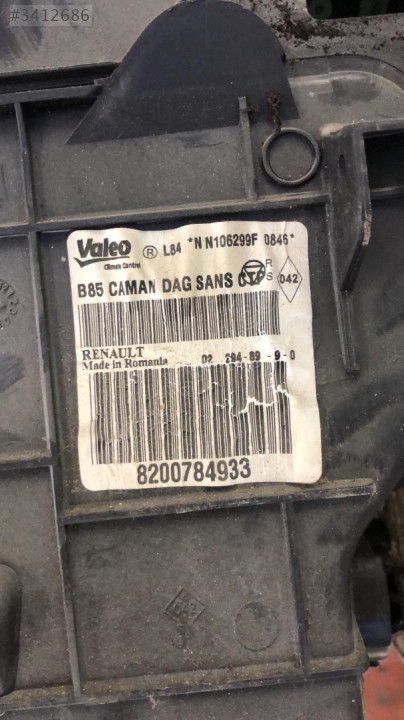 #3412686
Valeo ® L84 *N N106299F 0846*
Climate Control
B85 CAMAN DAG SANS
R
S
042
RENAULT
Made in Romania 02 294-89 -9-0
8200784933
042